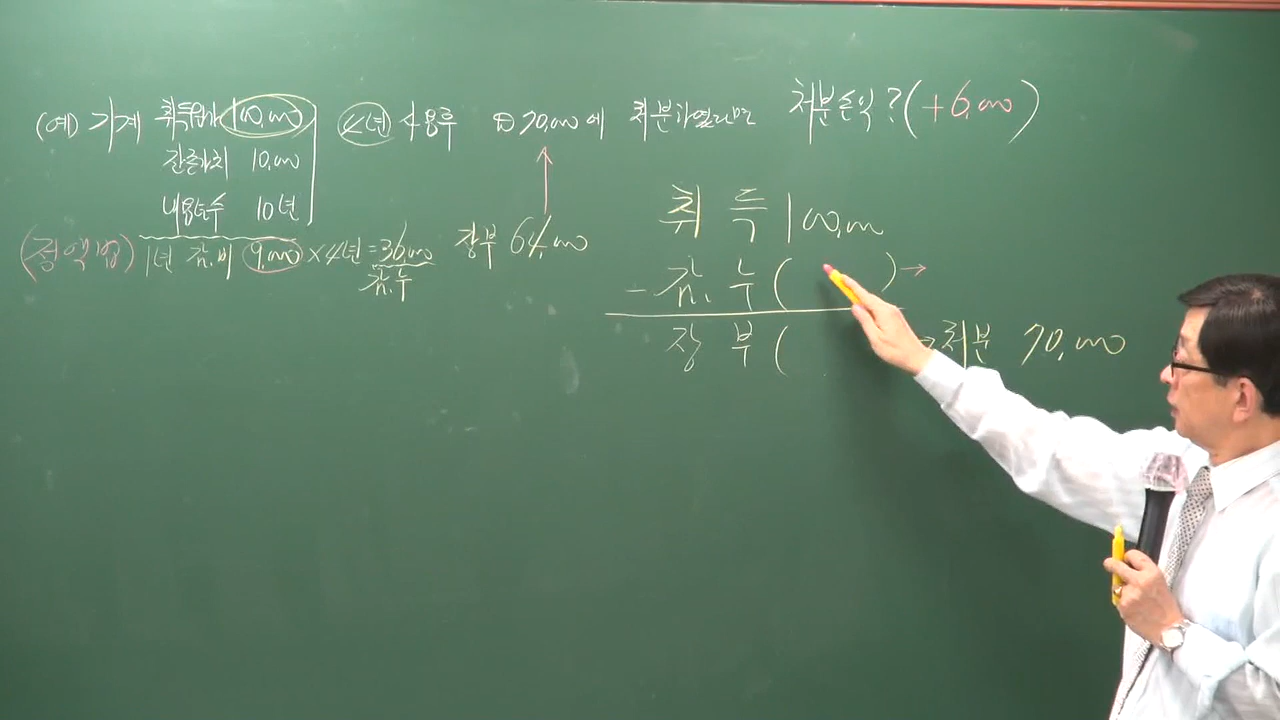 (예) 기계 취득원가 100,000 4년 사용후 ⊕70,000에 처분하였다면 처분손익?(+6,000)
잔존가치 10,000
내용년수 10년
(정액법) 1년 감.비 9,000 × 4년 = 36,000 장부 64,000
감.누
취 득 100,000
- 감. 누 ( ) →
장 부 ( → 처분 70,000